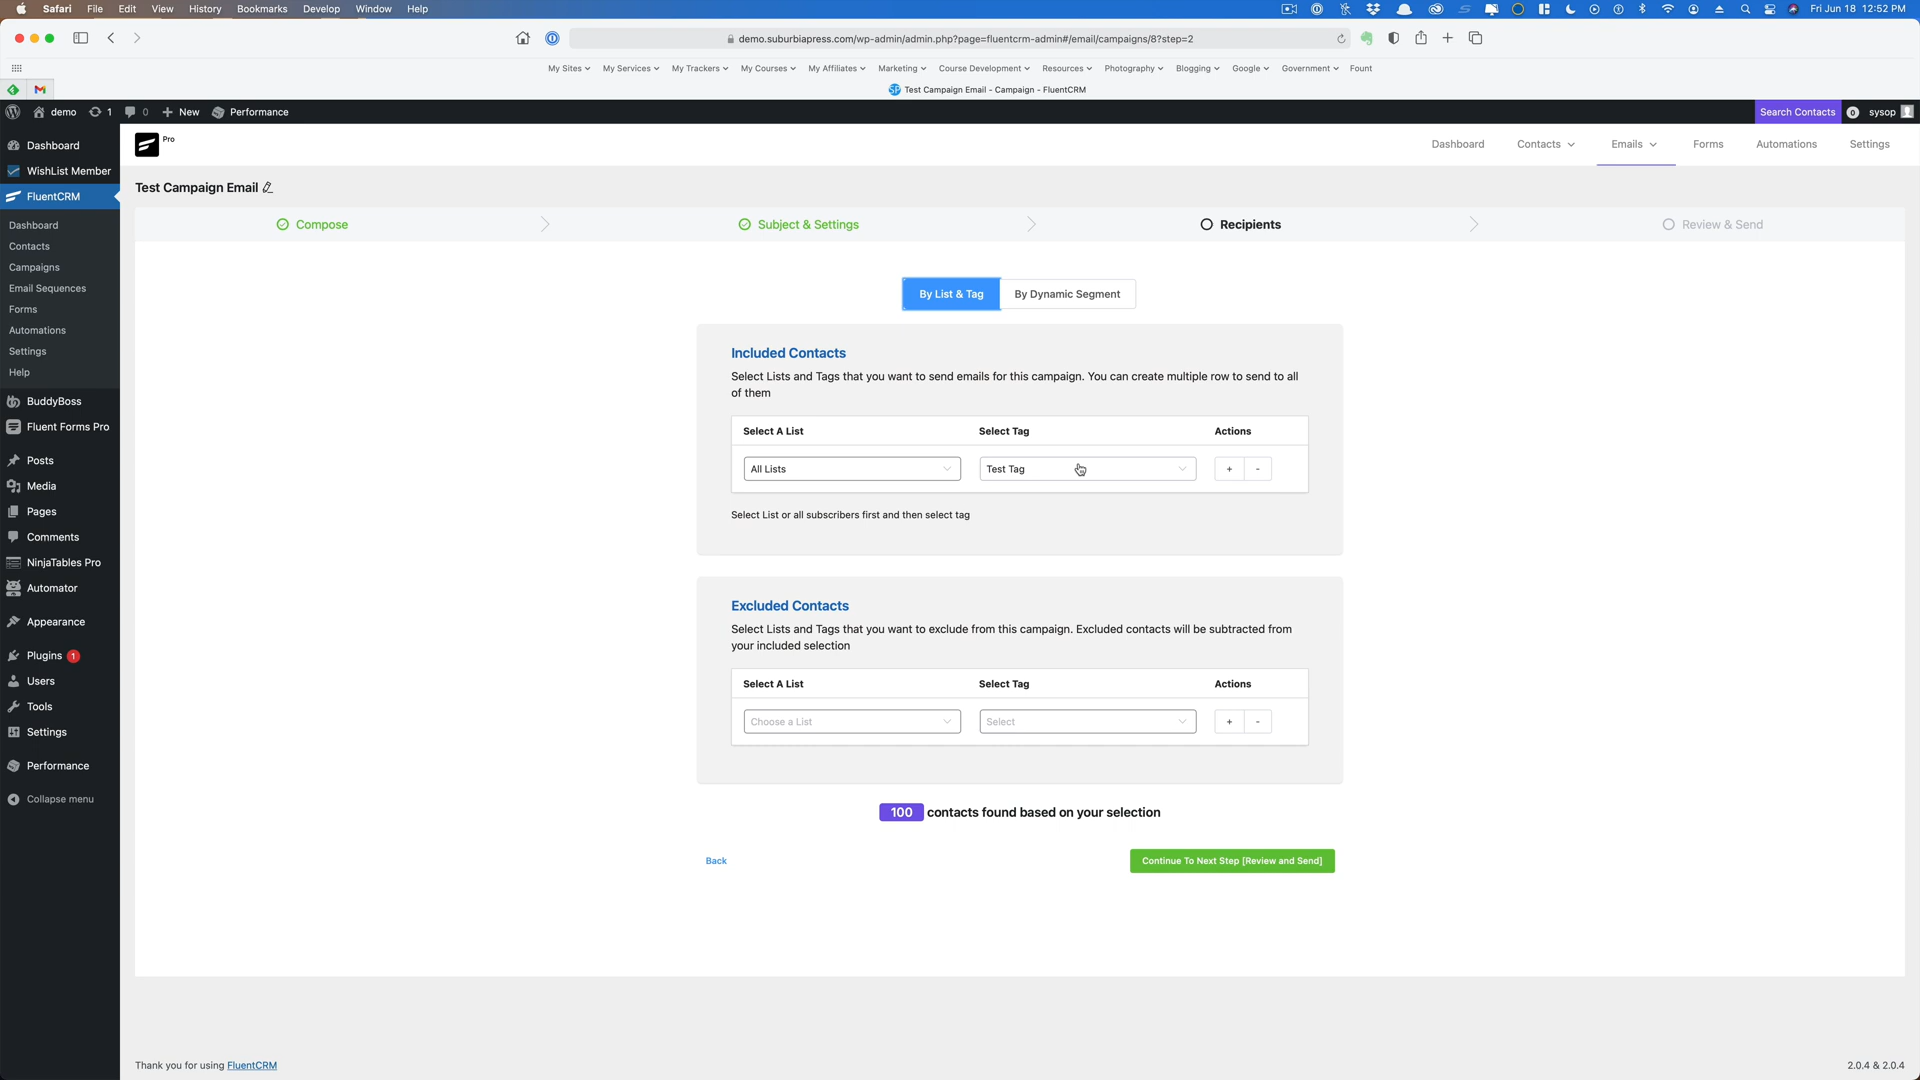 Safari File Edit View History Bookmarks Develop Window Help
Fri Jun 18 12:52 PM
demo.suburbiapress.com/wp-admin/admin.php?page=fluentcrm-admin#/email/campaigns/8?step=2
My Sites My Services My Trackers My Courses My Affiliates Marketing Course Development Resources Photography Blogging Google Government Fount
Test Campaign Email - Campaign - FluentCRM
demo 1 0 New Performance
Search Contacts 0 sysop
Dashboard
WishList Member
FluentCRM
Dashboard
Contacts
Campaigns
Email Sequences
Forms
Automations
Settings
Help
BuddyBoss
Fluent Forms Pro
Posts
Media
Pages
Comments
NinjaTables Pro
Automator
Appearance
Plugins 1
Users
Tools
Settings
Performance
Collapse menu
Pro
Dashboard Contacts Emails Forms Automations Settings
Test Campaign Email
Compose Subject & Settings Recipients Review & Send
By List & Tag By Dynamic Segment
Included Contacts
Select Lists and Tags that you want to send emails for this campaign. You can create multiple row to send to all
of them
Select A List Select Tag Actions
All Lists Test Tag + -
Select List or all subscribers first and then select tag
Excluded Contacts
Select Lists and Tags that you want to exclude from this campaign. Excluded contacts will be subtracted from
your included selection
Select A List Select Tag Actions
Choose a List Select + -
100 contacts found based on your selection
Back Continue To Next Step [Review and Send]
Thank you for using FluentCRM
2.0.4 & 2.0.4